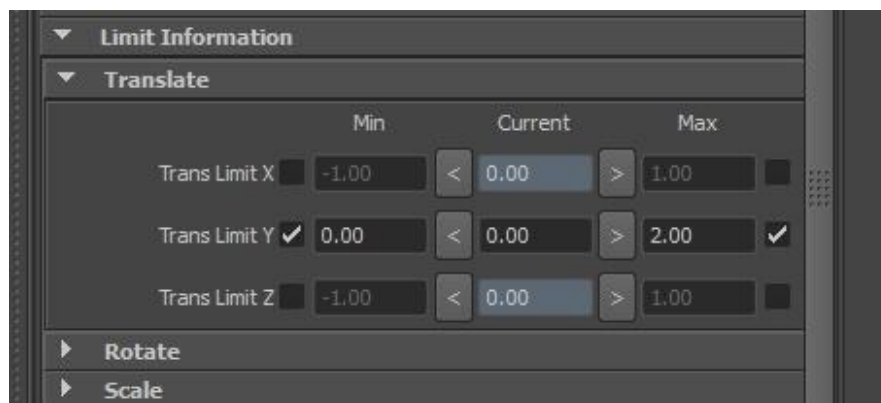 Limit Information
Translate
Min Current Max
Trans Limit X -1.00 < 0.00 > 1.00
Trans Limit Y 0.00 < 0.00 > 2.00
Trans Limit Z -1.00 < 0.00 > 1.00
Rotate
Scale